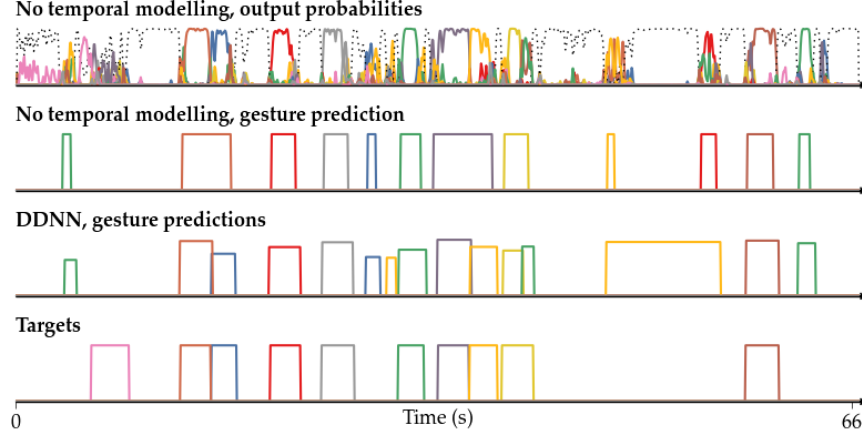 No temporal modelling, output probabilities
No temporal modelling, gesture prediction
DDNN, gesture predictions
Targets
0 Time (s) 66